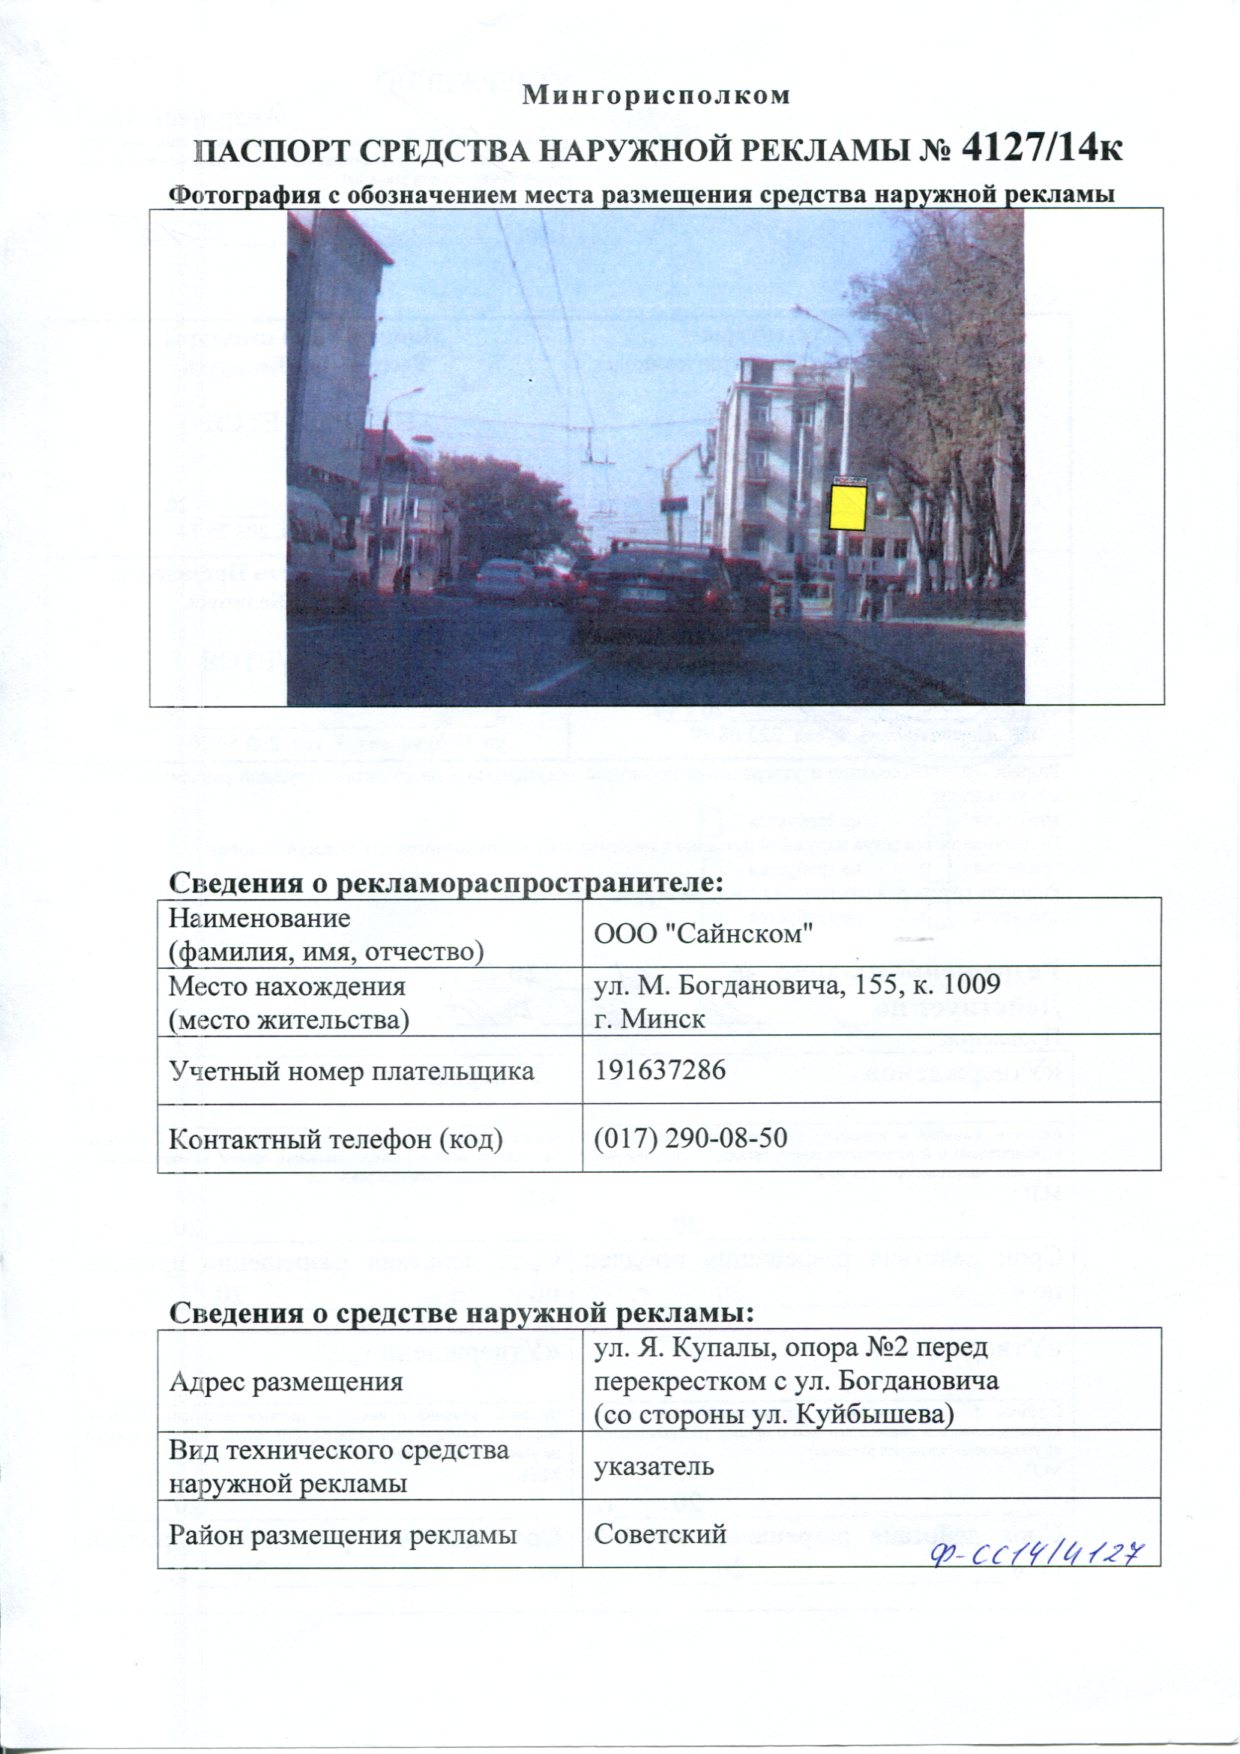 Мингорисполком
ПАСПОРТ СРЕДСТВА НАРУЖНОЙ РЕКЛАМЫ № 4127/14к
Фотография с обозначением места размещения средства наружной рекламы
Сведения о рекламораспространителе:
Наименование
(фамилия, имя, отчество)
ООО "Сайнском"
Место нахождения
(место жительства)
ул. М. Богдановича, 155, к. 1009
г. Минск
Учетный номер плательщика
191637286
Контактный телефон (код)
(017) 290-08-50
Сведения о средстве наружной рекламы:
Адрес размещения
ул. Я. Купалы, опора №2 перед
перекрестком с ул. Богдановича
(со стороны ул. Куйбышева)
Вид технического средства
наружной рекламы
указатель
Район размещения рекламы
Советский
Ф-СС14/4127